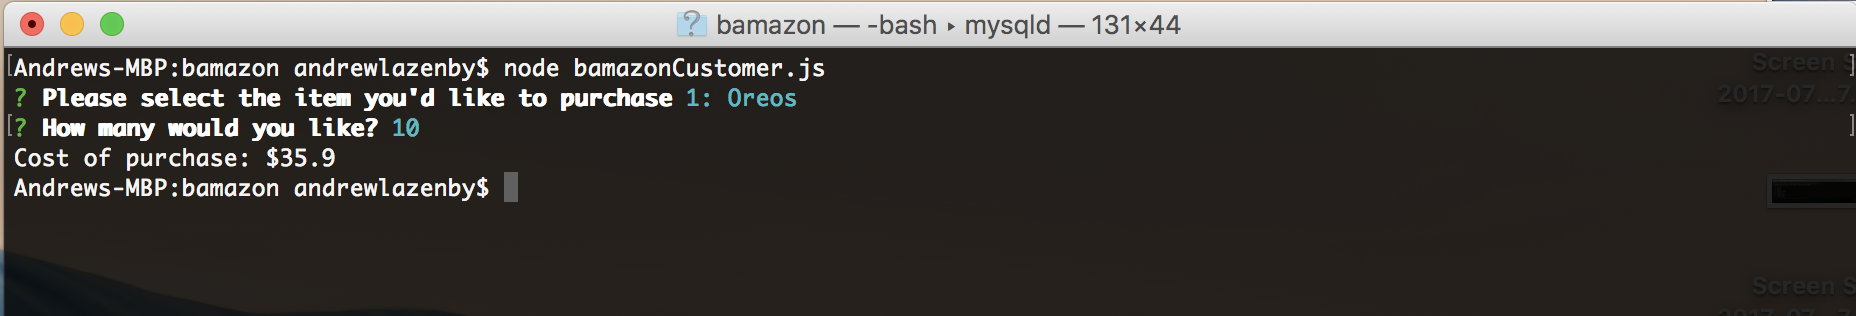 bamazon — -bash ▸ mysqld — 131×44
[Andrews-MBP:bamazon andrewlazenby$ node bamazonCustomer.js ]
? Please select the item you'd like to purchase 1: Oreos
[? How many would you like? 10 ]
Cost of purchase: $35.9
Andrews-MBP:bamazon andrewlazenby$
Screen S
2017-07...7.
Screen S